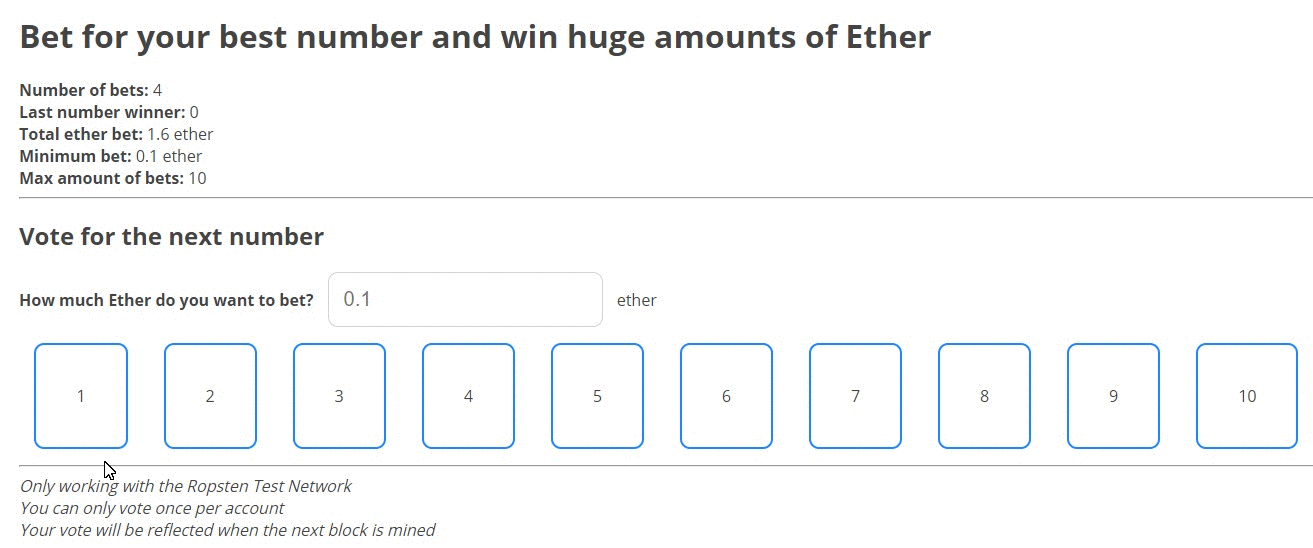 Bet for your best number and win huge amounts of Ether
Number of bets: 4
Last number winner: 0
Total ether bet: 1.6 ether
Minimum bet: 0.1 ether
Max amount of bets: 10
Vote for the next number
How much Ether do you want to bet? 0.1 ether
1 2 3 4 5 6 7 8 9 10
Only working with the Ropsten Test Network
You can only vote once per account
Your vote will be reflected when the next block is mined